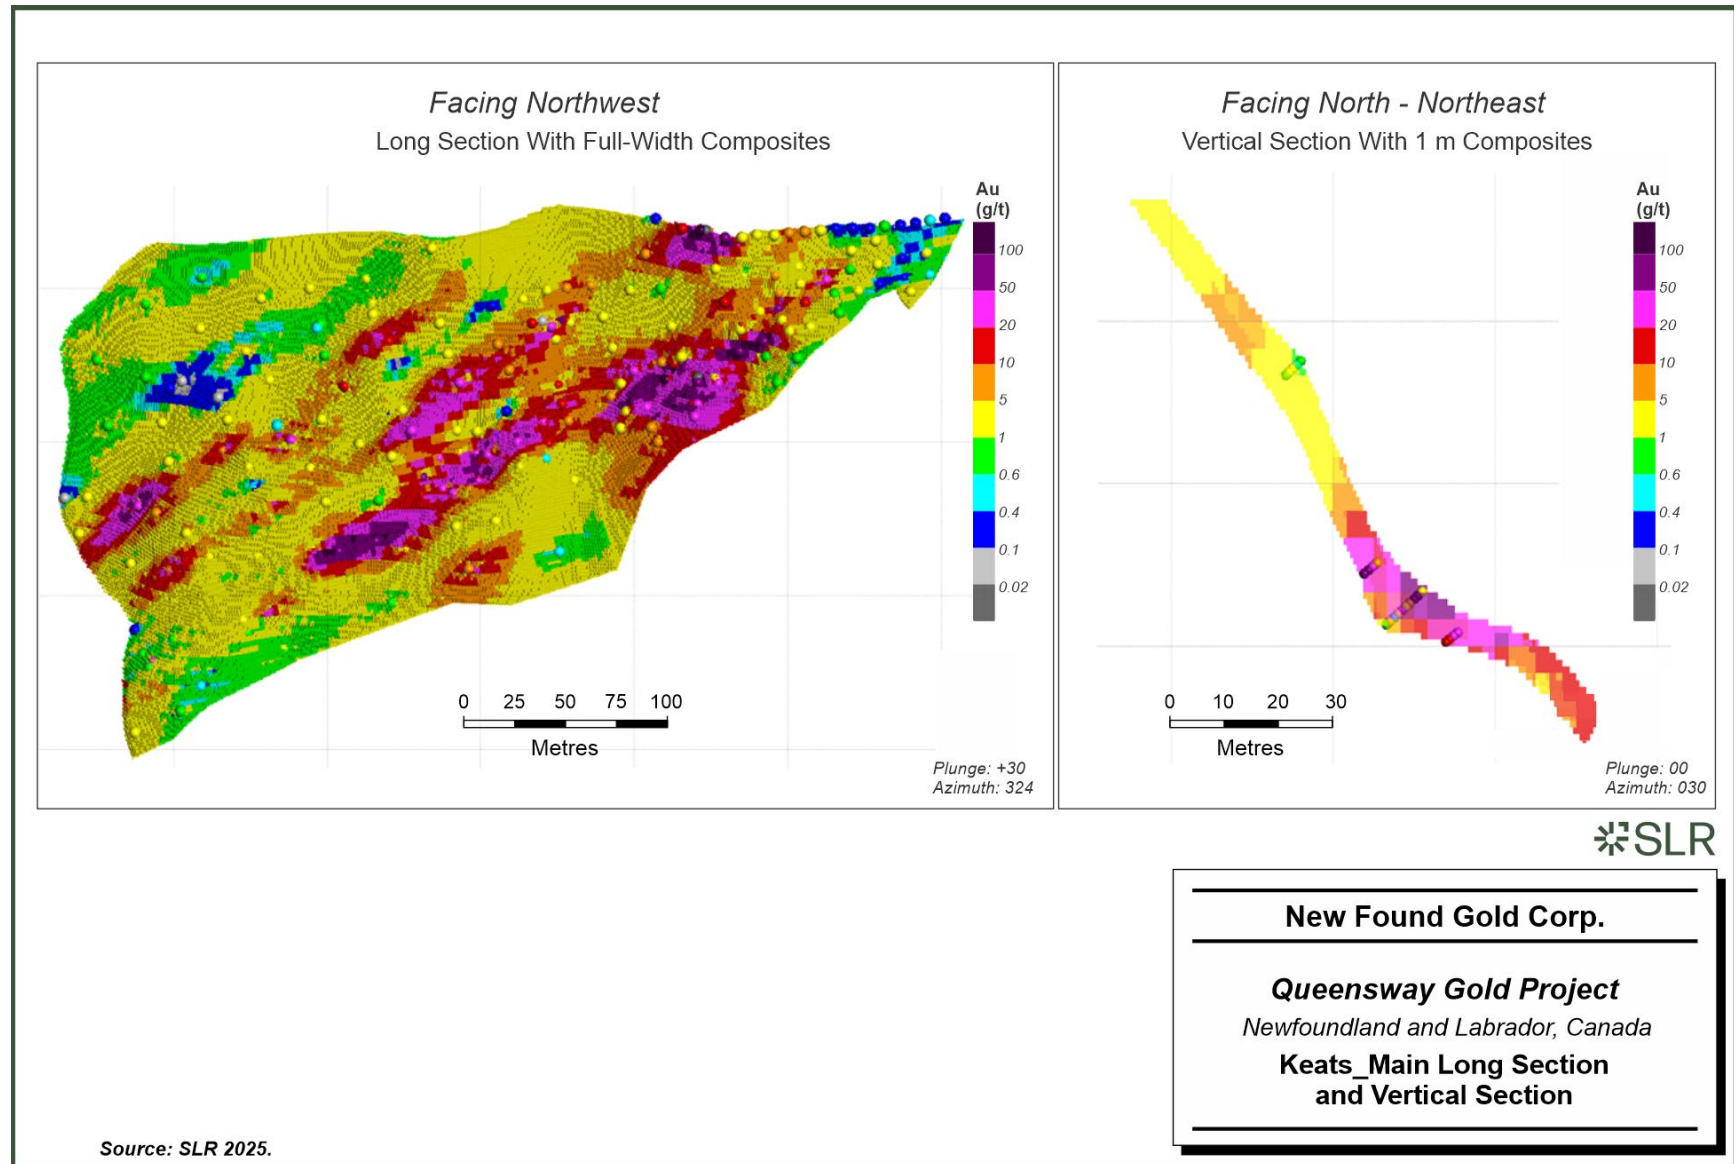 Facing Northwest
Long Section With Full-Width Composites
Au
(g/t)
100
50
20
10
5
1
0.6
0.4
0.1
0.02
0 25 50 75 100
Metres
Plunge: +30
Azimuth: 324
Facing North - Northeast
Vertical Section With 1 m Composites
Au
(g/t)
100
50
20
10
5
1
0.6
0.4
0.1
0.02
0 10 20 30
Metres
Plunge: 00
Azimuth: 030
SLR
New Found Gold Corp.
Queensway Gold Project
Newfoundland and Labrador, Canada
Keats_Main Long Section
and Vertical Section
Source: SLR 2025.